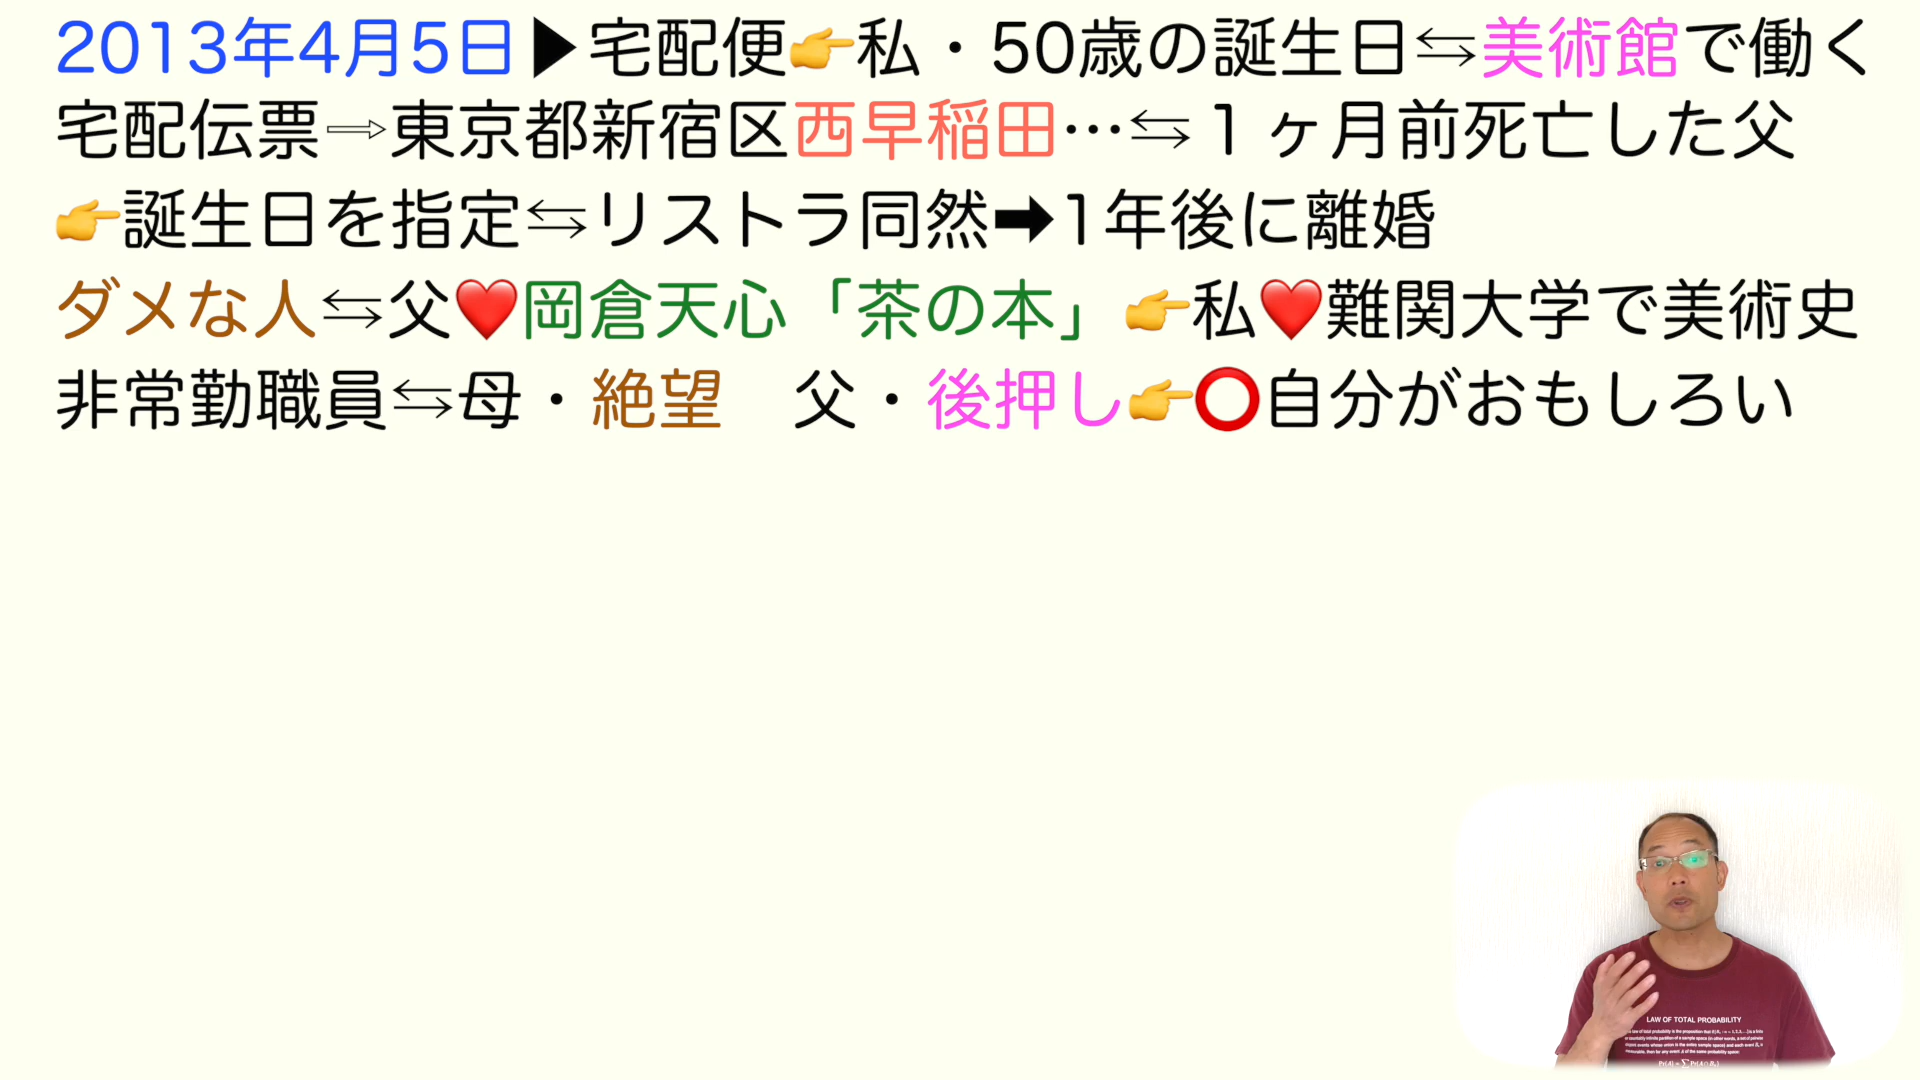 2013年4月5日▶宅配便👉私・50歳の誕生日⇆美術館で働く
宅配伝票⇨東京都新宿区西早稲田…⇆１ヶ月前死亡した父
👉誕生日を指定⇆リストラ同然➡1年後に離婚
ダメな人⇆父❤️岡倉天心「茶の本」👉私❤️難関大学で美術史
非常勤職員⇆母・絶望　父・後押し👉⭕自分がおもしろい
LAW OF TOTAL PROBABILITY